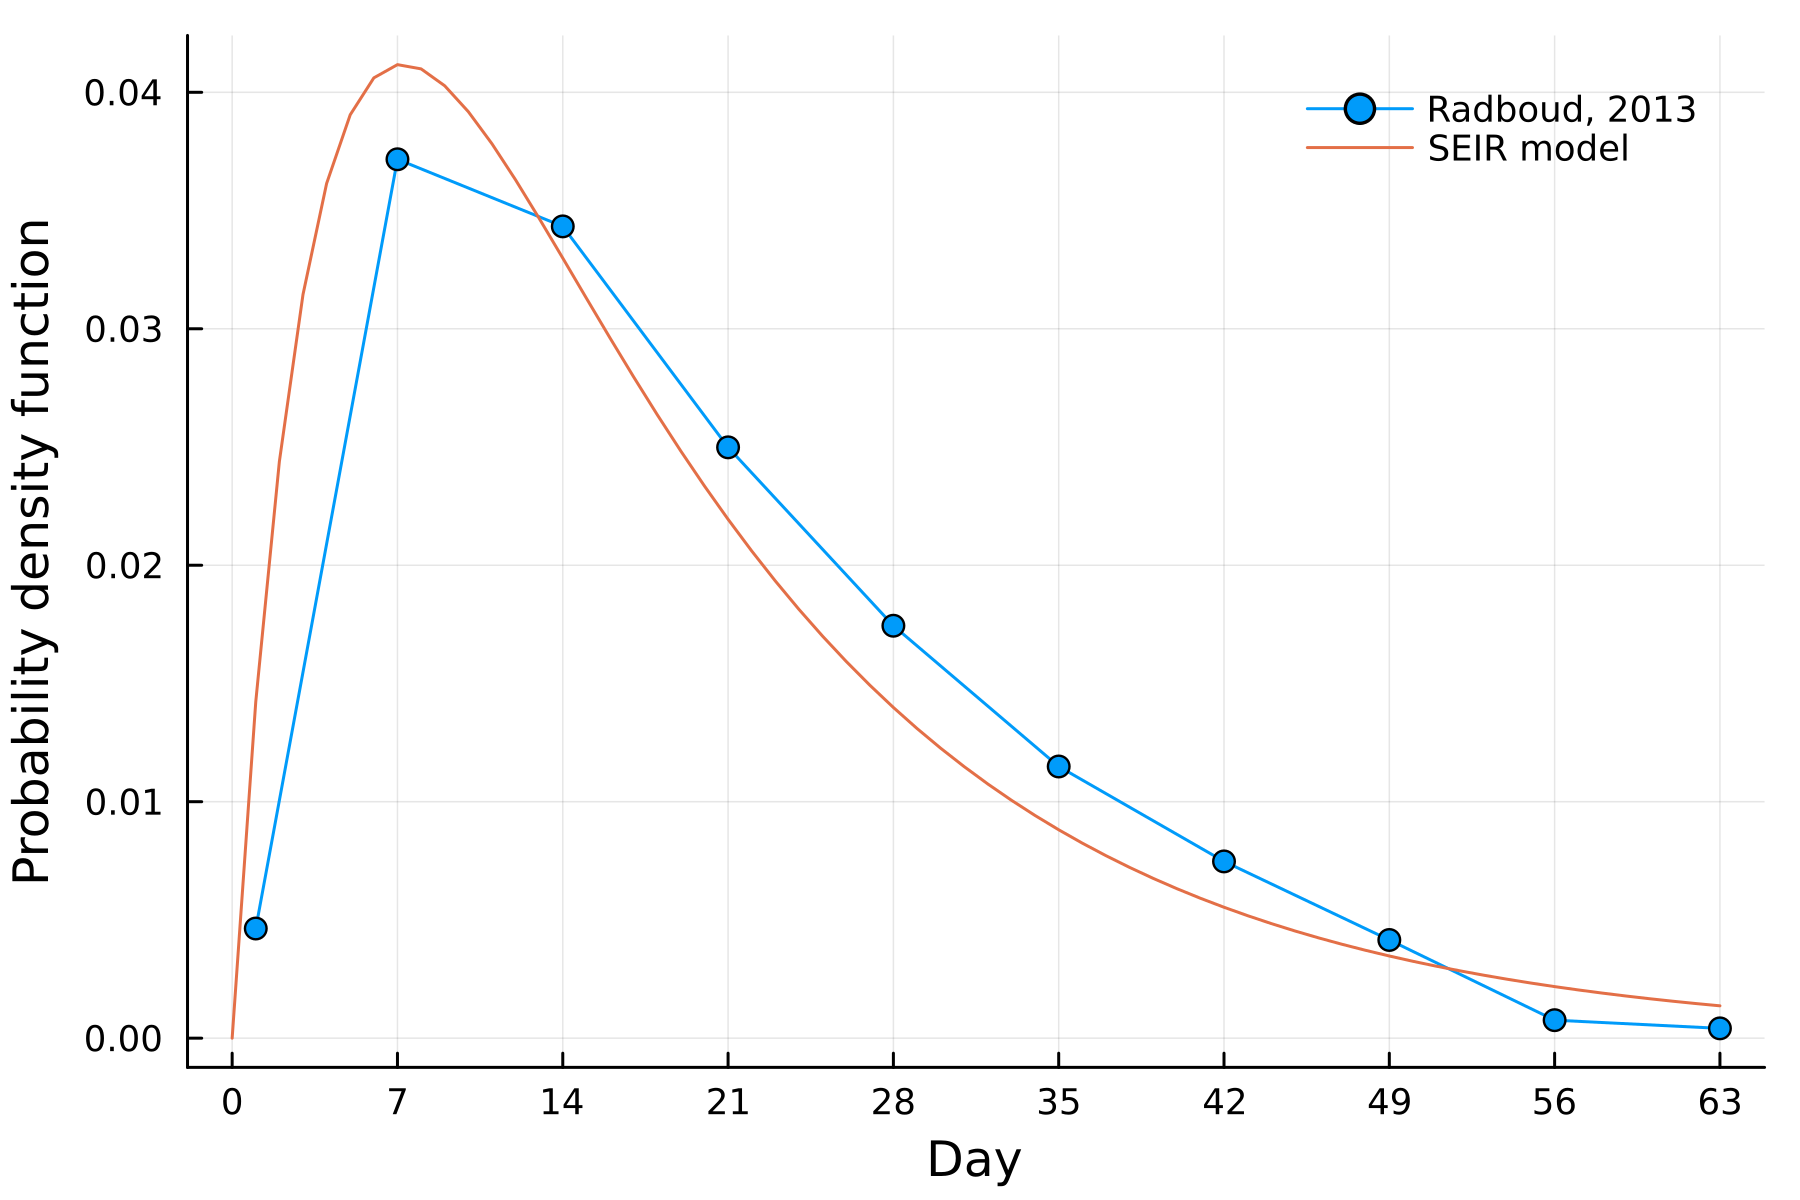 Probability density function
0.04
0.03
0.02
0.01
0.00
Radboud, 2013
SEIR model
0 7 14 21 28 35 42 49 56 63
Day